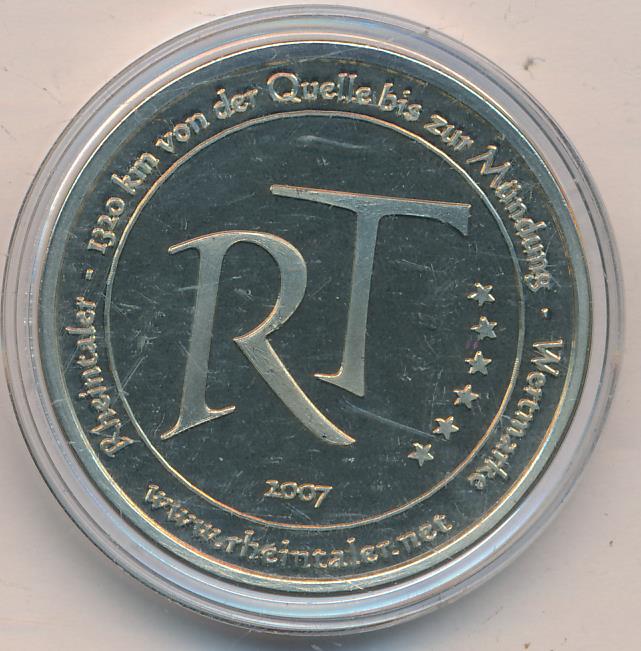 Rheintaler - 1320 km von der Quelle bis zur Mündung - Wertmarke
RT
2007
www.rheintaler.net